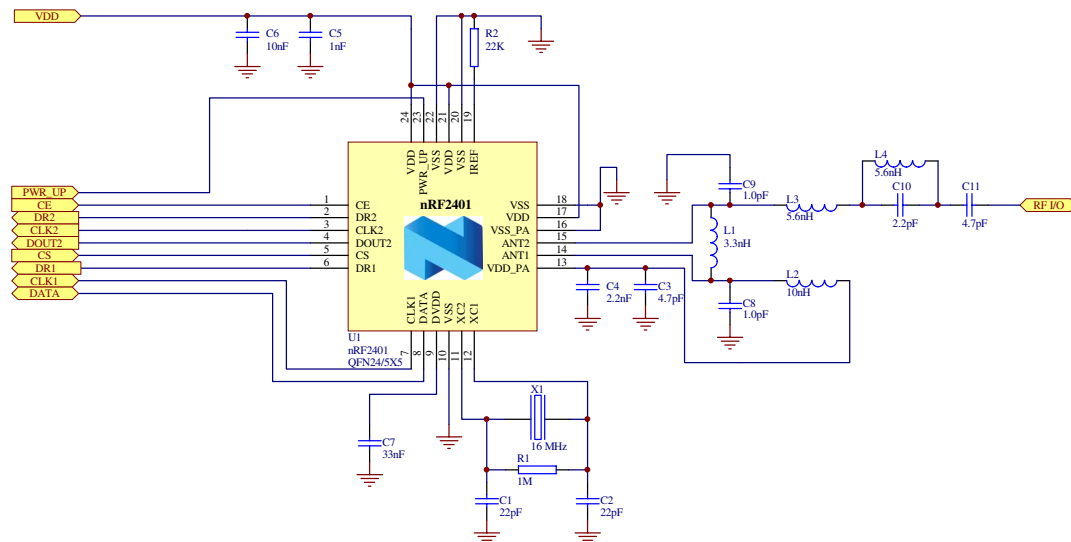 VDD
C6
10nF
C5
1nF
R2
22K
24
23
22
21
20
19
VDD
PWR_UP
VSS
VDD
VSS
IREF
nRF2401
PWR_UP
CE
DR2
CLK2
DOUT2
CS
DR1
CLK1
DATA
1
2
3
4
5
6
CE
DR2
CLK2
DOUT2
CS
DR1
VSS
VDD
VSS_PA
ANT2
ANT1
VDD_PA
18
17
16
15
14
13
CLK1
DATA
DVDD
VSS
XC2
XC1
7
8
9
10
11
12
U1
nRF2401
QFN24/5X5
C4
2.2nF
C3
4.7pF
C9
1.0pF
L1
3.3nH
C8
1.0pF
L3
5.6nH
L2
10nH
L4
5.6nH
C10
2.2pF
C11
4.7pF
RF I/O
C7
33nF
X1
16 MHz
R1
1M
C1
22pF
C2
22pF